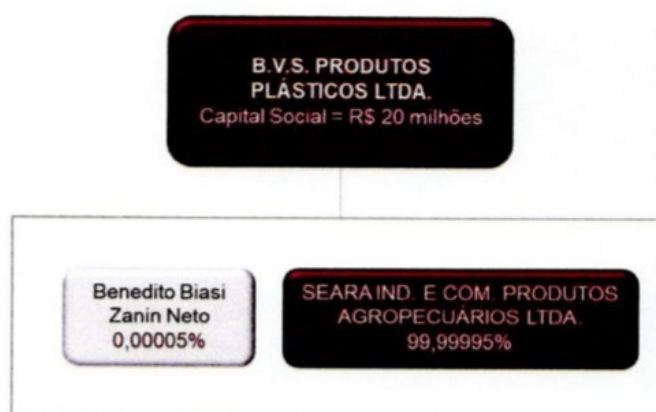 B.V.S. PRODUTOS
PLÁSTICOS LTDA.
Capital Social = R$ 20 milhões
Benedito Biasi
Zanin Neto
0,00005%
SEARA IND. E COM. PRODUTOS
AGROPECUÁRIOS LTDA.
99,99995%